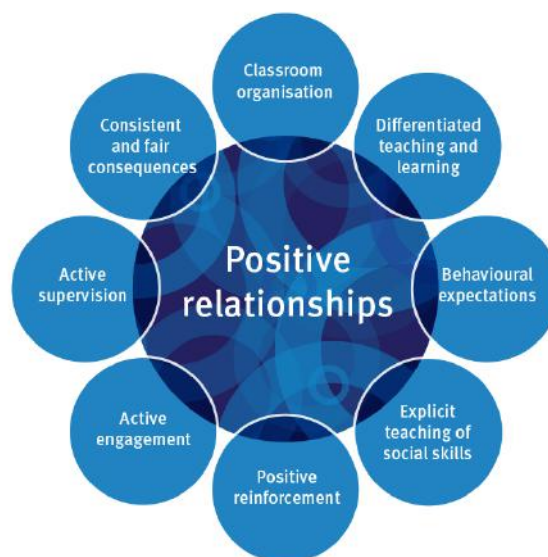 Classroom
organisation
Differentiated
teaching and
learning
Behavioural
expectations
Explicit
teaching of
social skills
Positive
reinforcement
Active
engagement
Active
supervision
Consistent
and fair
consequences
Positive
relationships